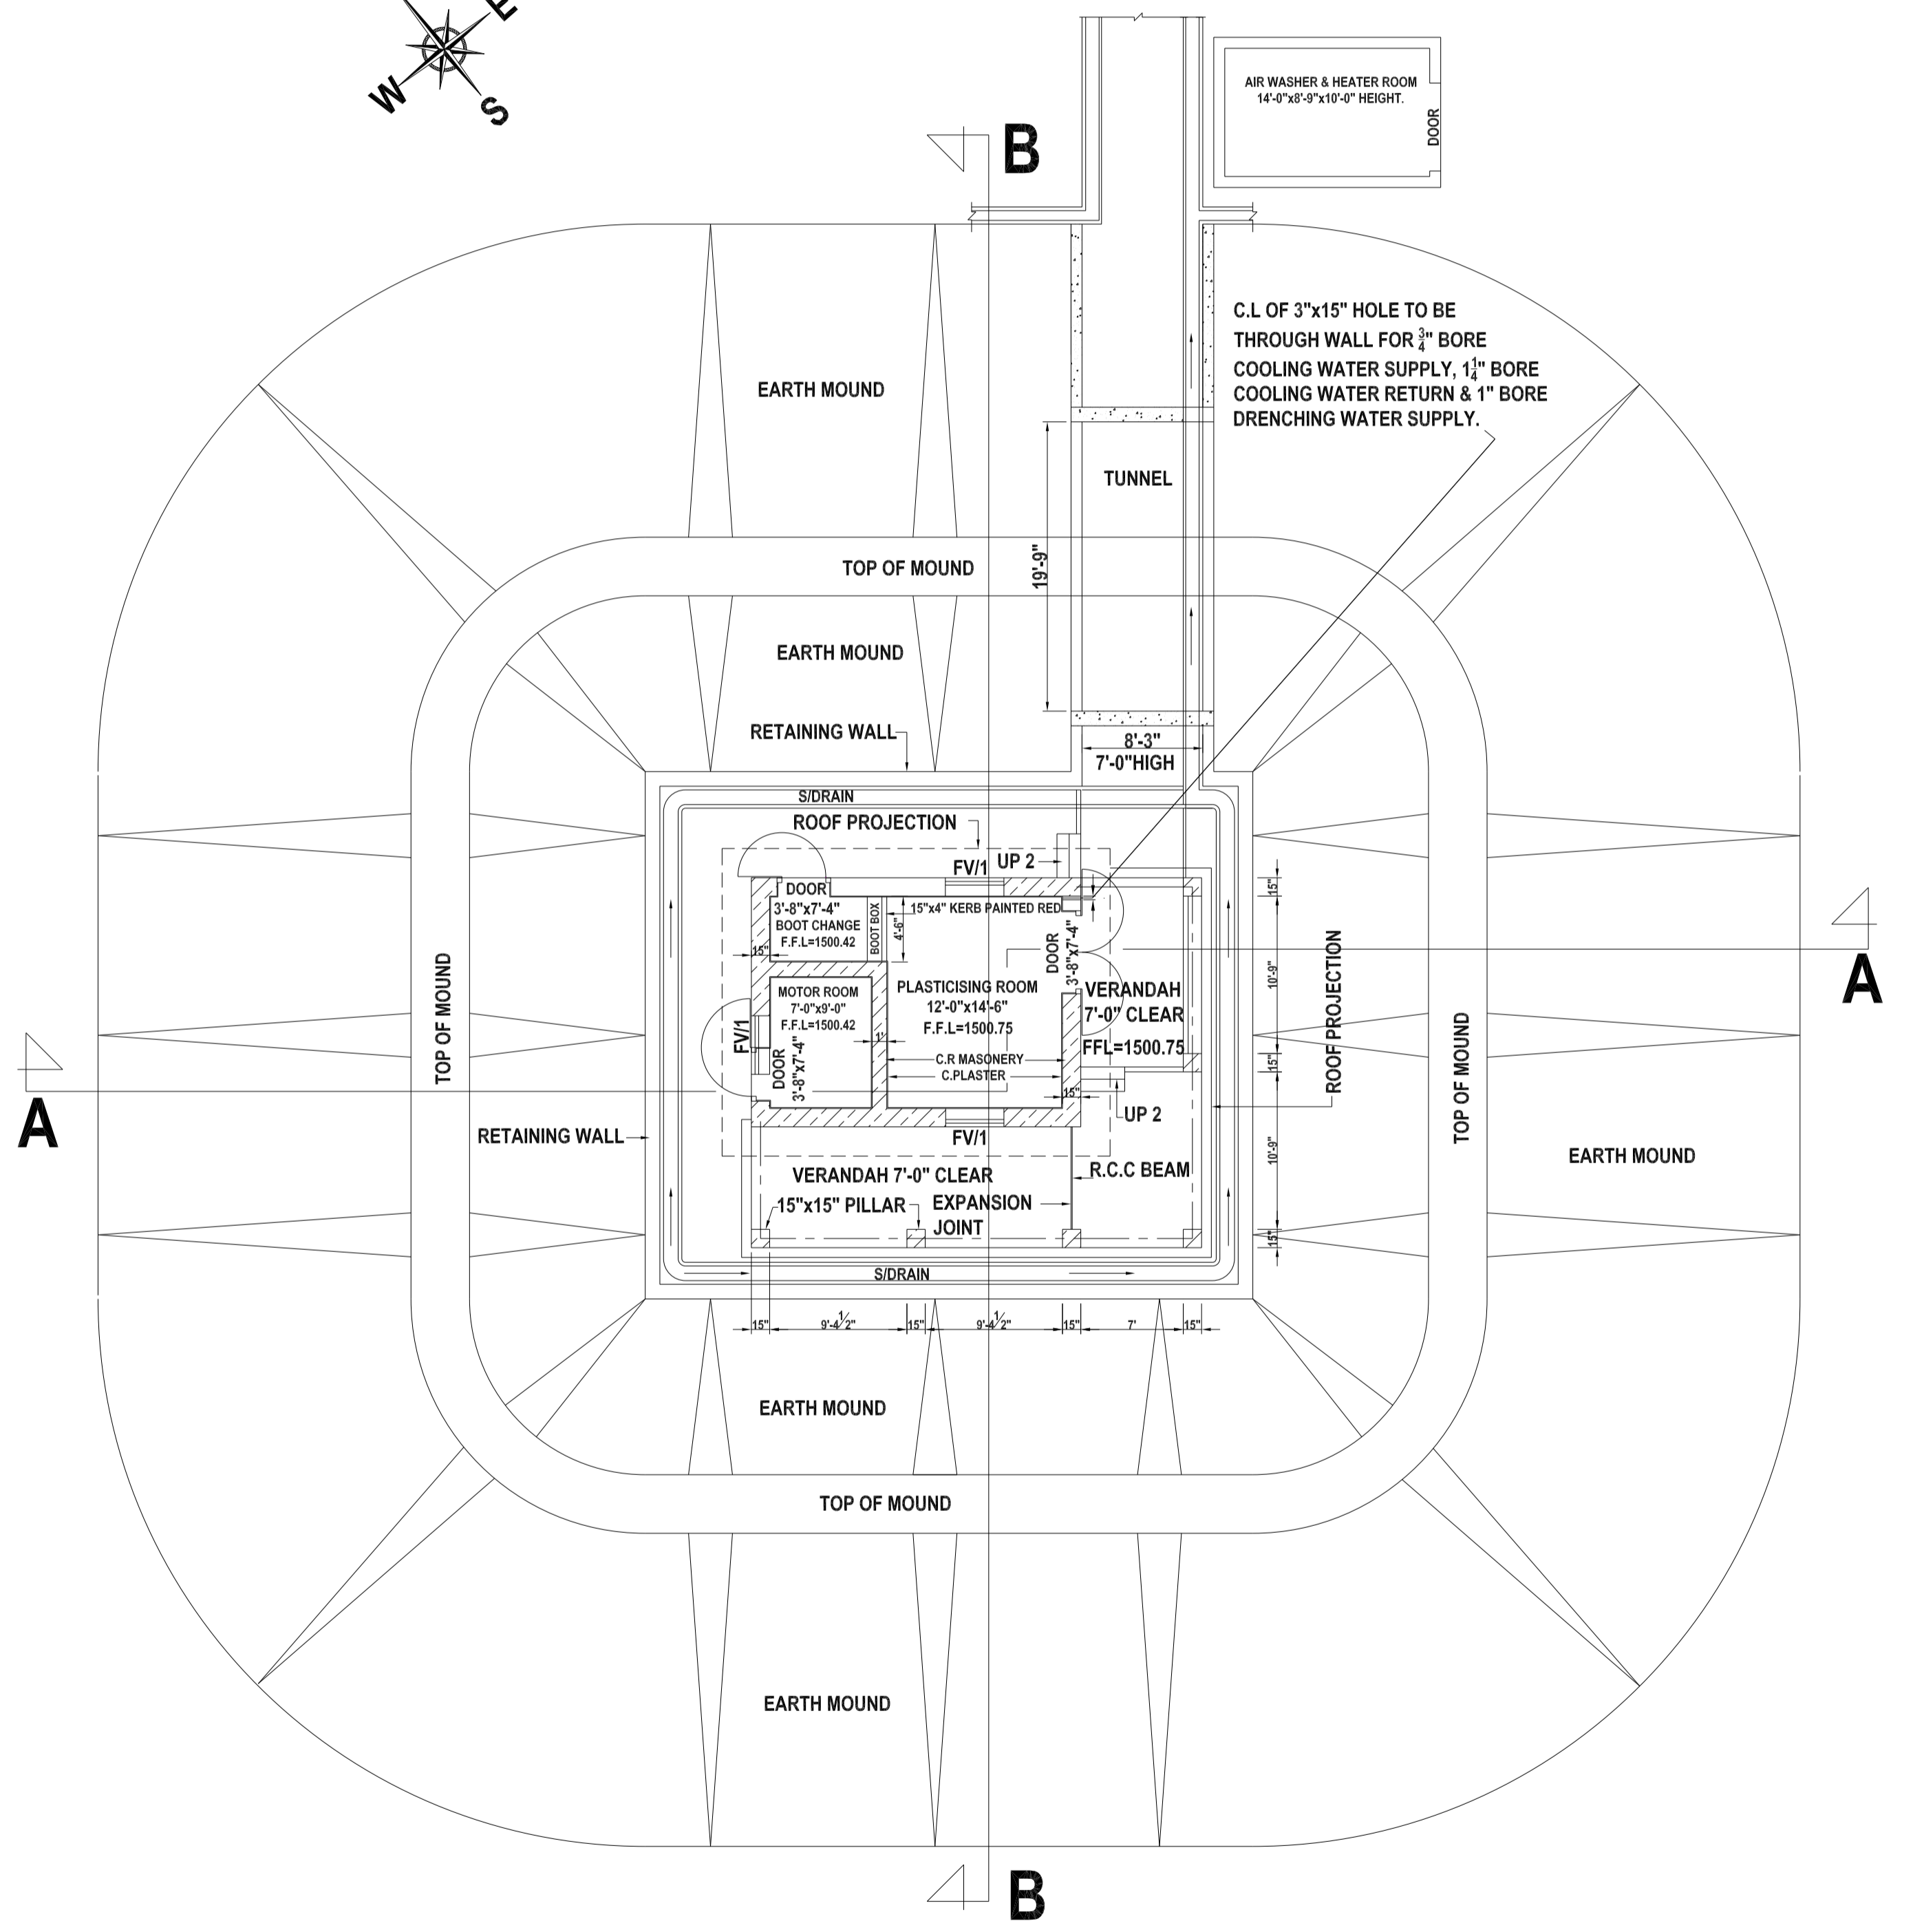 E
W
S
AIR WASHER & HEATER ROOM
14'-0"x8'-9"x10'-0" HEIGHT.
DOOR
B
C.L OF 3"x15" HOLE TO BE
THROUGH WALL FOR 3/4" BORE
COOLING WATER SUPPLY, 1 1/4" BORE
COOLING WATER RETURN & 1" BORE
DRENCHING WATER SUPPLY.
EARTH MOUND
TUNNEL
19'-9"
TOP OF MOUND
EARTH MOUND
RETAINING WALL
8'-3"
7'-0"HIGH
S/DRAIN
ROOF PROJECTION
FV/1
UP 2
DOOR
3'-8"x7'-4"
BOOT CHANGE
F.F.L=1500.42
BOOT BOX
15"x4" KERB PAINTED RED
4'-6"
15"
DOOR
3'-8"x7'-4"
MOTOR ROOM
7'-0"x9'-0"
F.F.L=1500.42
FV/1
DOOR
3'-8"x7'-4"
1'
PLASTICISING ROOM
12'-0"x14'-6"
F.F.L=1500.75
C.R MASONERY
C.PLASTER
15"
VERANDAH
7'-0" CLEAR
FFL=1500.75
UP 2
FV/1
VERANDAH 7'-0" CLEAR
R.C.C BEAM
15"x15" PILLAR
EXPANSION
JOINT
S/DRAIN
15"
10'-9"
15"
10'-9"
15"
ROOF PROJECTION
A
A
TOP OF MOUND
TOP OF MOUND
RETAINING WALL
EARTH MOUND
15"
9'-4 1/2"
15"
9'-4 1/2"
15"
7'
15"
EARTH MOUND
TOP OF MOUND
EARTH MOUND
B